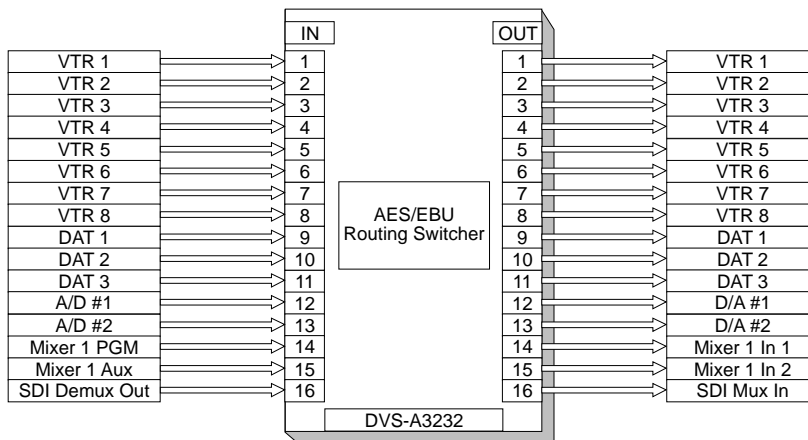 IN OUT
VTR 1 1 1 VTR 1
VTR 2 2 2 VTR 2
VTR 3 3 3 VTR 3
VTR 4 4 4 VTR 4
VTR 5 5 5 VTR 5
VTR 6 6 6 VTR 6
VTR 7 7 7 VTR 7
VTR 8 8 8 VTR 8
AES/EBU
Routing Switcher
DAT 1 9 9 DAT 1
DAT 2 10 10 DAT 2
DAT 3 11 11 DAT 3
A/D #1 12 12 D/A #1
A/D #2 13 13 D/A #2
Mixer 1 PGM 14 14 Mixer 1 In 1
Mixer 1 Aux 15 15 Mixer 1 In 2
SDI Demux Out 16 16 SDI Mux In
DVS-A3232